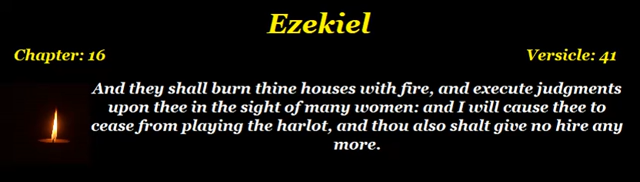 Ezekiel
Chapter: 16
Versicle: 41
And they shall burn thine houses with fire, and execute judgments
upon thee in the sight of many women: and I will cause thee to
cease from playing the harlot, and thou also shalt give no hire any
more.